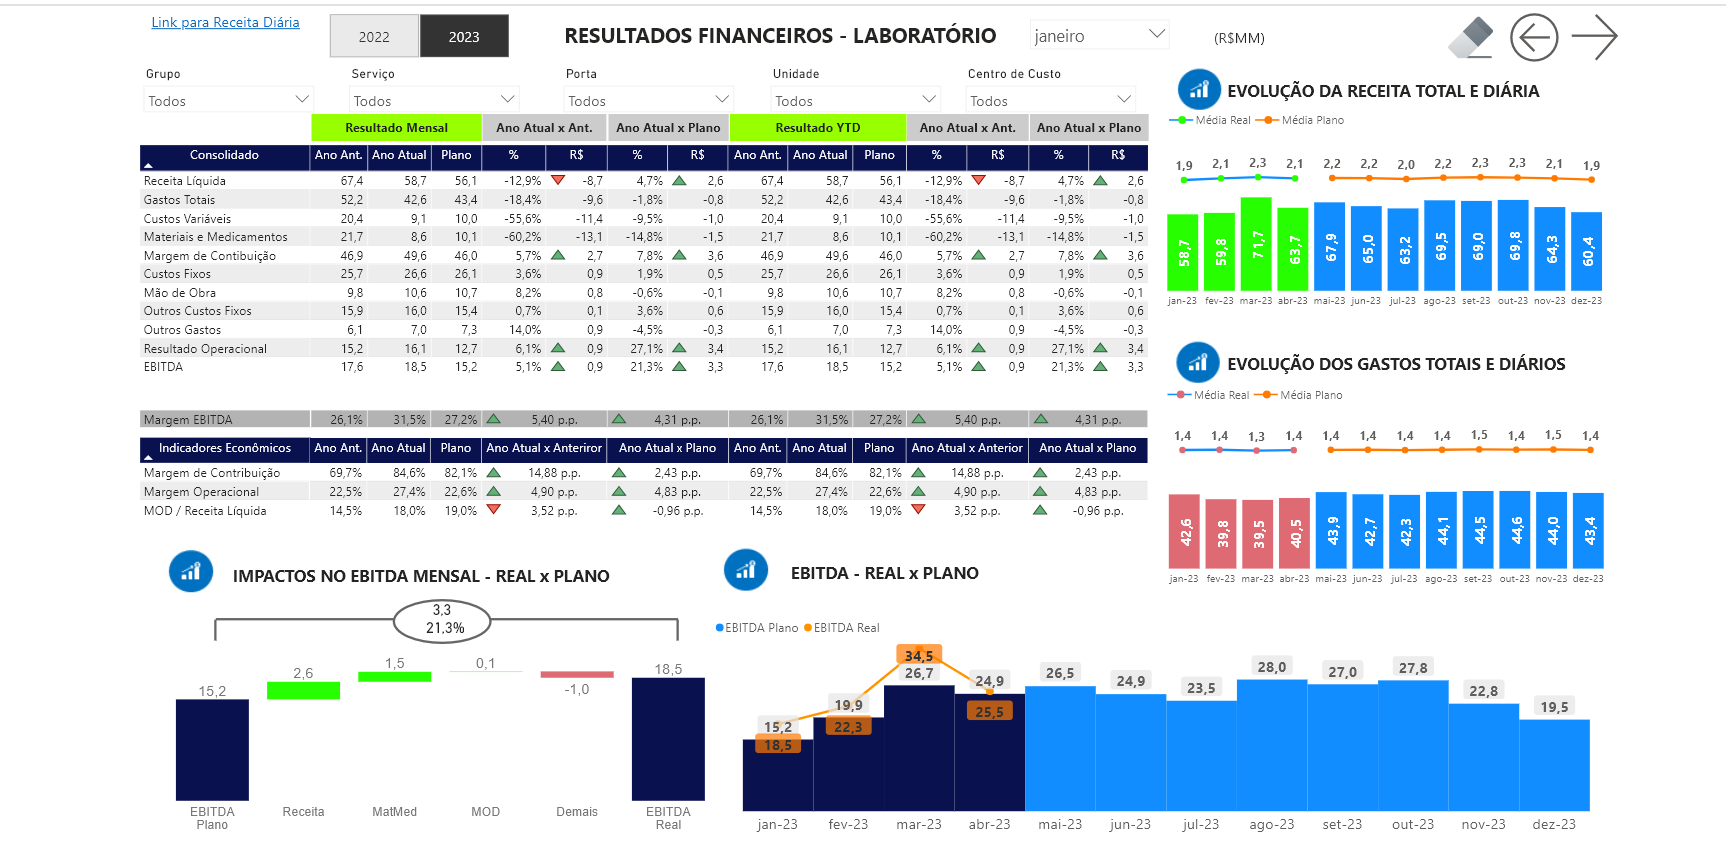 Link para Receita Diária
2022
2023
RESULTADOS FINANCEIROS - LABORATÓRIO
janeiro
(R$MM)
Grupo
Serviço
Porta
Unidade
Centro de Custo
Todos
Todos
Todos
Todos
Todos
Resultado Mensal Ano Atual x Ant. Ano Atual x Plano Resultado YTD Ano Atual x Ant. Ano Atual x Plano
Consolidado Ano Ant. Ano Atual Plano % R$ % R$ Ano Ant. Ano Atual Plano % R$ % R$
Receita Líquida 67,4 58,7 56,1 -12,9% -8,7 4,7% 2,6 67,4 58,7 56,1 -12,9% -8,7 4,7% 2,6
Gastos Totais 52,2 42,6 43,4 -18,4% -9,6 -1,8% -0,8 52,2 42,6 43,4 -18,4% -9,6 -1,8% -0,8
Custos Variáveis 20,4 9,1 10,0 -55,6% -11,4 -9,5% -1,0 20,4 9,1 10,0 -55,6% -11,4 -9,5% -1,0
Materiais e Medicamentos 21,7 8,6 10,1 -60,2% -13,1 -14,8% -1,5 21,7 8,6 10,1 -60,2% -13,1 -14,8% -1,5
Margem de Contibuição 46,9 49,6 46,0 5,7% 2,7 7,8% 3,6 46,9 49,6 46,0 5,7% 2,7 7,8% 3,6
Custos Fixos 25,7 26,6 26,1 3,6% 0,9 1,9% 0,5 25,7 26,6 26,1 3,6% 0,9 1,9% 0,5
Mão de Obra 9,8 10,6 10,7 8,2% 0,8 -0,6% -0,1 9,8 10,6 10,7 8,2% 0,8 -0,6% -0,1
Outros Custos Fixos 15,9 16,0 15,4 0,7% 0,1 3,6% 0,6 15,9 16,0 15,4 0,7% 0,1 3,6% 0,6
Outros Gastos 6,1 7,0 7,3 14,0% 0,9 -4,5% -0,3 6,1 7,0 7,3 14,0% 0,9 -4,5% -0,3
Resultado Operacional 15,2 16,1 12,7 6,1% 0,9 27,1% 3,4 15,2 16,1 12,7 6,1% 0,9 27,1% 3,4
EBITDA 17,6 18,5 15,2 5,1% 0,9 21,3% 3,3 17,6 18,5 15,2 5,1% 0,9 21,3% 3,3
Margem EBITDA 26,1% 31,5% 27,2% 5,40 p.p. 4,31 p.p. 26,1% 31,5% 27,2% 5,40 p.p. 4,31 p.p.
Indicadores Econômicos Ano Ant. Ano Atual Plano Ano Atual x Anteriror Ano Atual x Plano Ano Ant. Ano Atual Plano Ano Atual x Anterior Ano Atual x Plano
Margem de Contribuição 69,7% 84,6% 82,1% 14,88 p.p. 2,43 p.p. 69,7% 84,6% 82,1% 14,88 p.p. 2,43 p.p.
Margem Operacional 22,5% 27,4% 22,6% 4,90 p.p. 4,83 p.p. 22,5% 27,4% 22,6% 4,90 p.p. 4,83 p.p.
MOD / Receita Líquida 14,5% 18,0% 19,0% 3,52 p.p. -0,96 p.p. 14,5% 18,0% 19,0% 3,52 p.p. -0,96 p.p.
EVOLUÇÃO DA RECEITA TOTAL E DIÁRIA
Média Real Média Plano
1,9 2,1 2,3 2,1 2,2 2,2 2,0 2,2 2,3 2,3 2,1 1,9
58,7 59,8 71,7 63,7 67,9 65,0 63,2 69,5 69,0 69,8 64,3 60,4
jan-23 fev-23 mar-23 abr-23 mai-23 jun-23 jul-23 ago-23 set-23 out-23 nov-23 dez-23
EVOLUÇÃO DOS GASTOS TOTAIS E DIÁRIOS
Média Real Média Plano
1,4 1,4 1,3 1,4 1,4 1,4 1,4 1,4 1,5 1,4 1,5 1,4
42,6 39,8 39,5 40,5 43,9 42,7 42,3 44,1 44,5 44,6 44,0 43,4
jan-23 fev-23 mar-23 abr-23 mai-23 jun-23 jul-23 ago-23 set-23 out-23 nov-23 dez-23
IMPACTOS NO EBITDA MENSAL - REAL x PLANO
3,3
21,3%
15,2 2,6 1,5 0,1 -1,0 18,5
EBITDA Receita MatMed MOD Demais EBITDA
Plano Real
EBITDA - REAL x PLANO
EBITDA Plano EBITDA Real
15,2 19,9 26,7 24,9 26,5 24,9 23,5 28,0 27,0 27,8 22,8 19,5
18,5 22,3 34,5 25,5
jan-23 fev-23 mar-23 abr-23 mai-23 jun-23 jul-23 ago-23 set-23 out-23 nov-23 dez-23